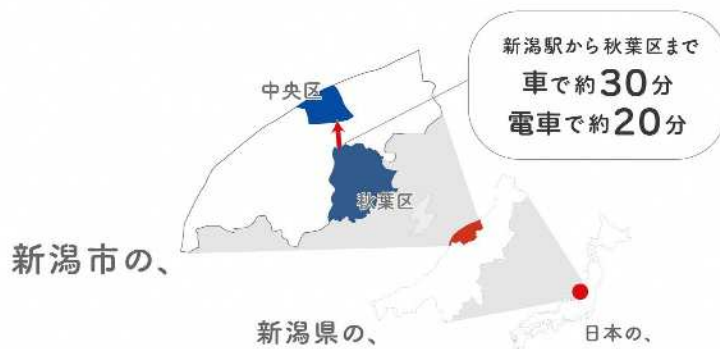 新潟駅から秋葉区まで
車で約30分
電車で約20分
中央区
秋葉区
新潟市の、
新潟県の、
日本の、